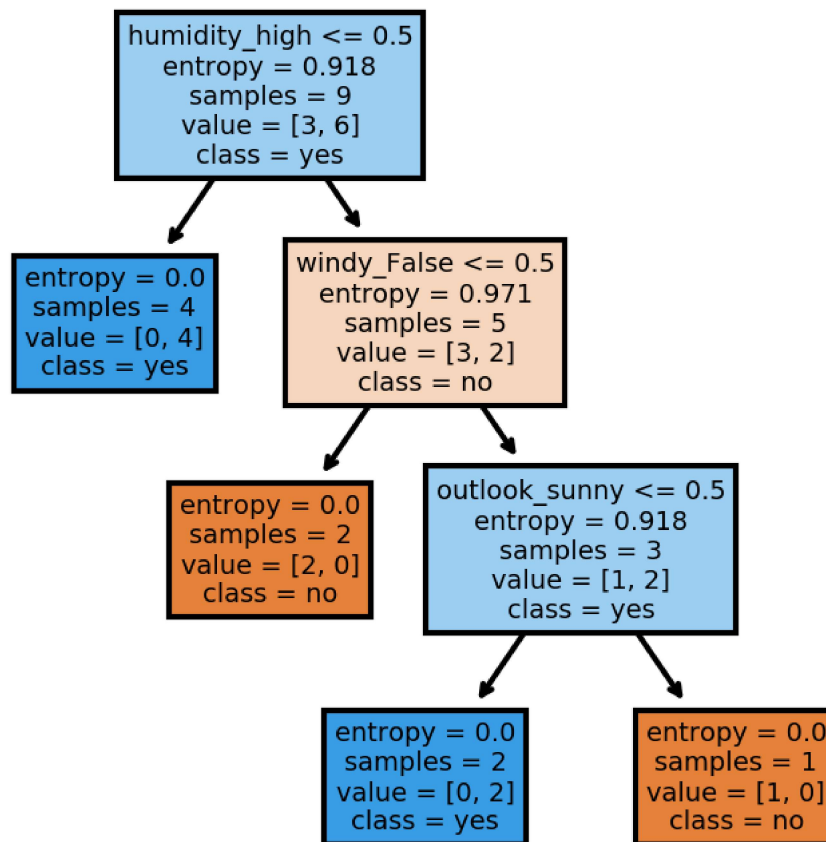 humidity_high <= 0.5
entropy = 0.918
samples = 9
value = [3, 6]
class = yes
entropy = 0.0
samples = 4
value = [0, 4]
class = yes
windy_False <= 0.5
entropy = 0.971
samples = 5
value = [3, 2]
class = no
entropy = 0.0
samples = 2
value = [2, 0]
class = no
outlook_sunny <= 0.5
entropy = 0.918
samples = 3
value = [1, 2]
class = yes
entropy = 0.0
samples = 2
value = [0, 2]
class = yes
entropy = 0.0
samples = 1
value = [1, 0]
class = no